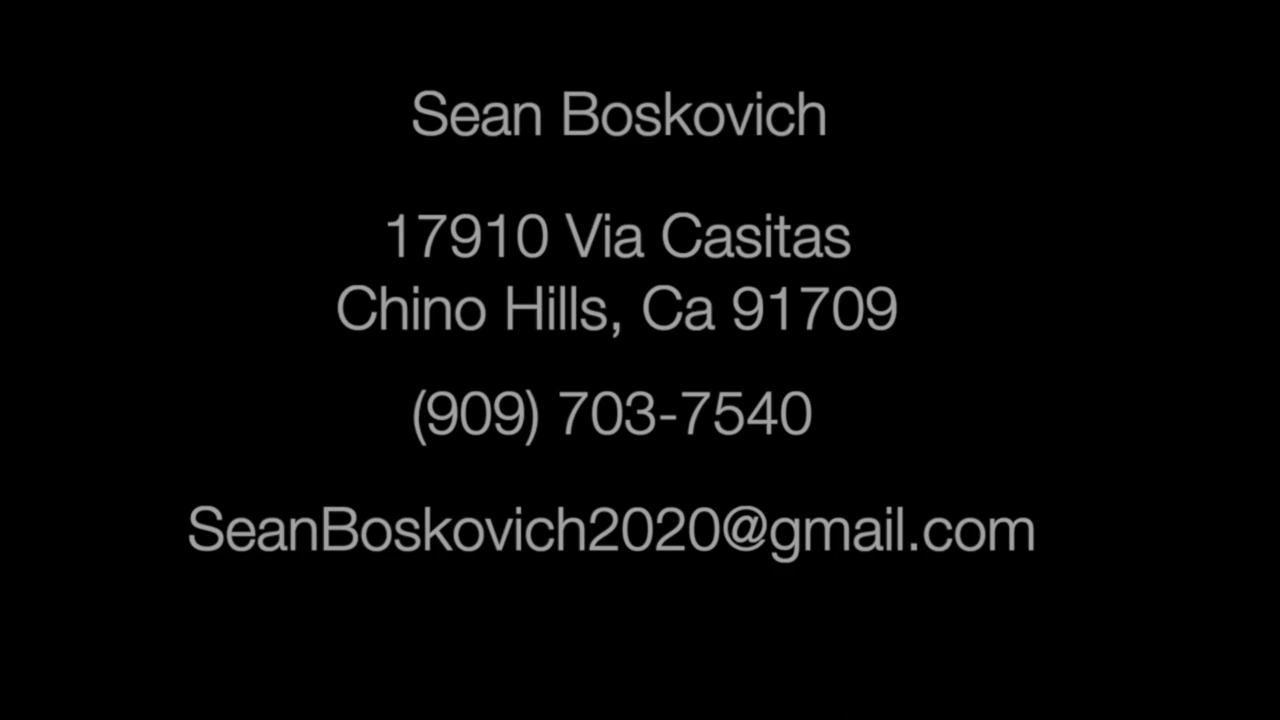 Sean Boskovich
17910 Via Casitas
Chino Hills, Ca 91709
(909) 703-7540
SeanBoskovich2020@gmail.com